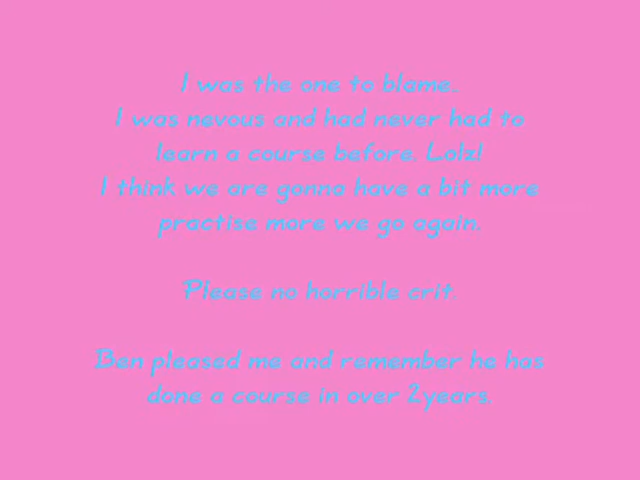 I was the one to blame..
I was nevous and had never had to
learn a course before. Lolz!
I think we are gonna have a bit more
practise more we go again.
Please no horrible crit.
Ben pleased me and remember he has
done a course in over 2years.